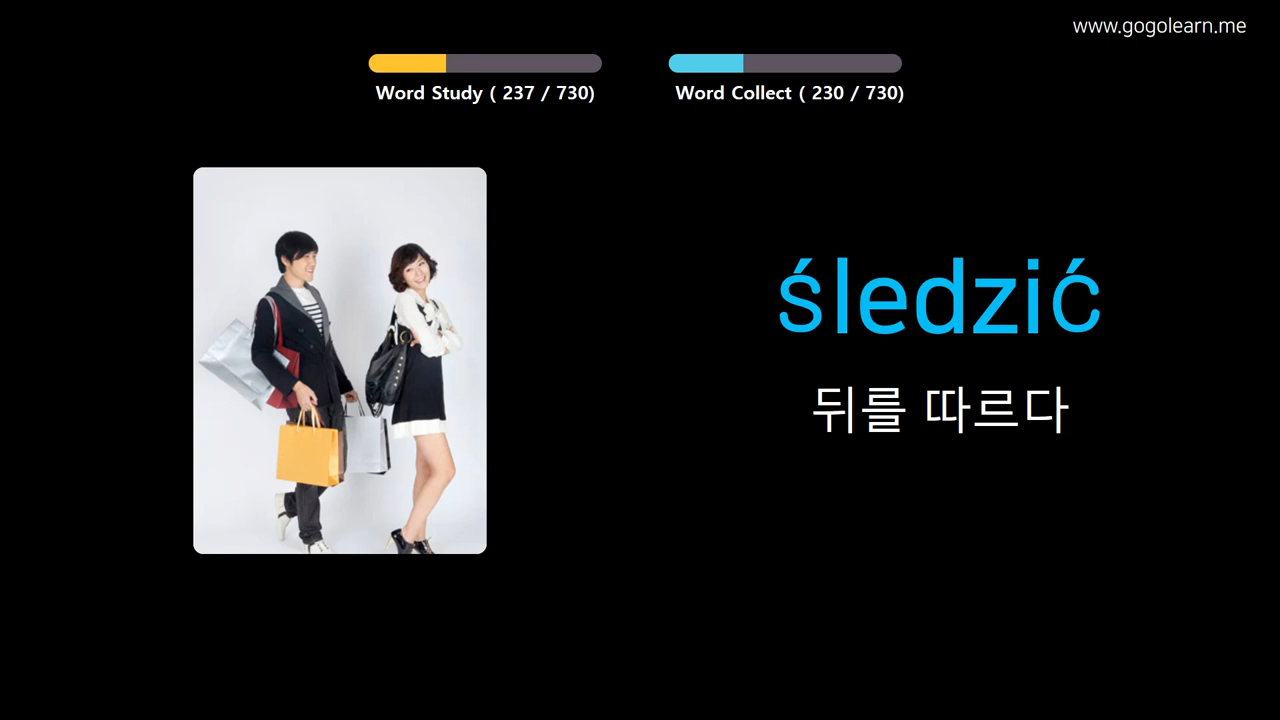 www.gogolearn.me
Word Study ( 237 / 730)
Word Collect ( 230 / 730)
śledzić
뒤를 따르다